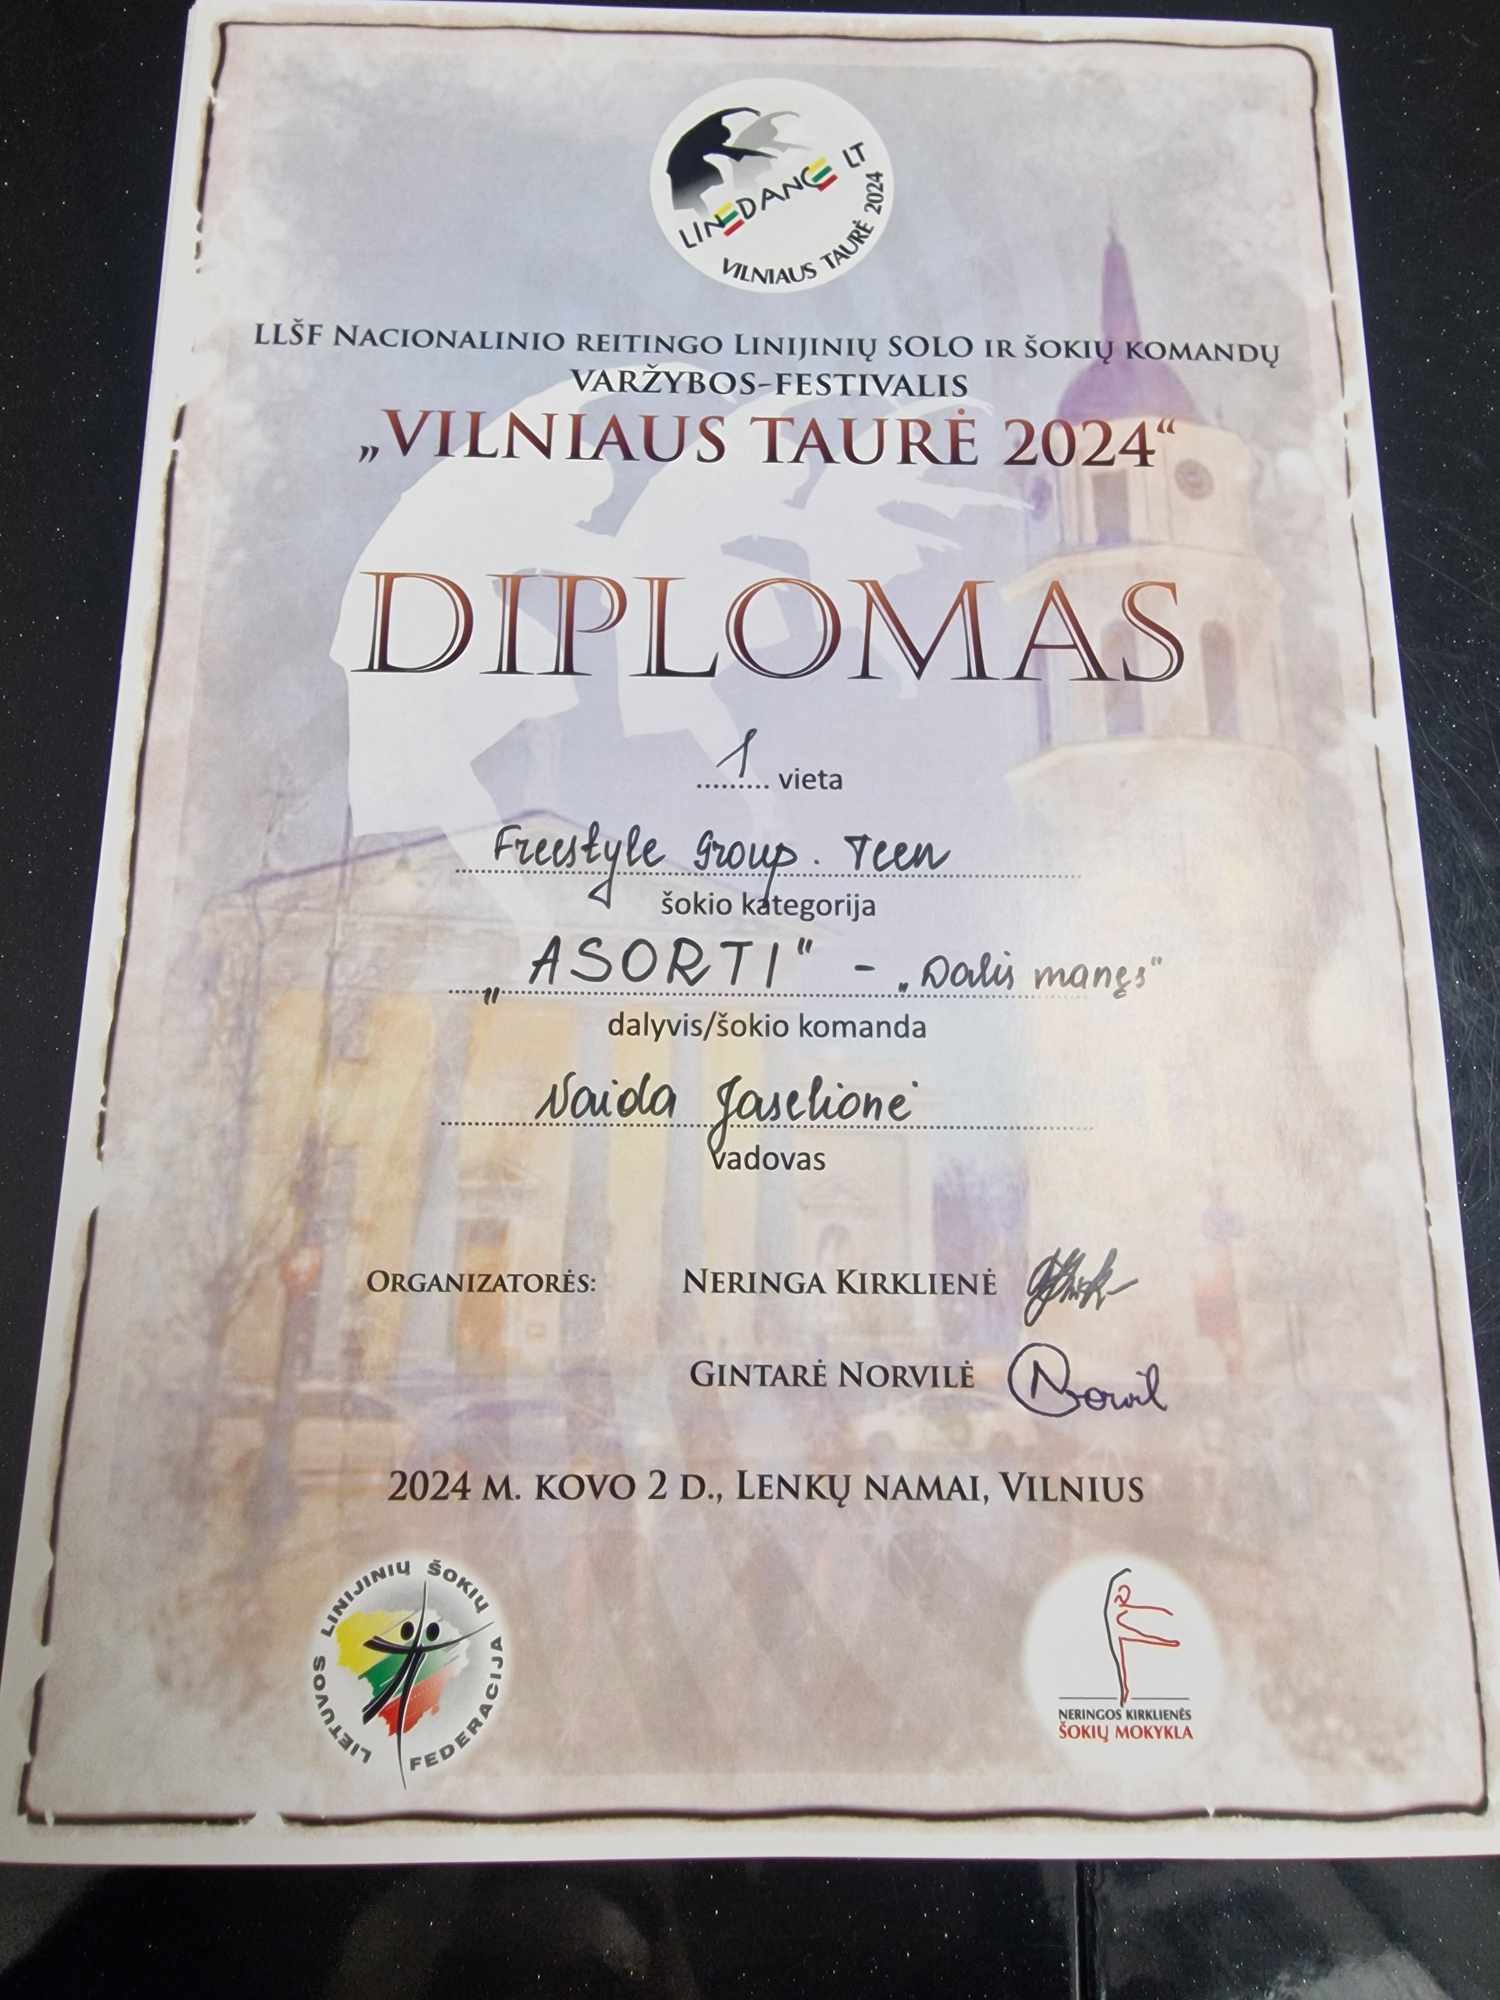 LINEDANCE LT
VILNIAUS TAURĖ 2024
LLŠF NACIONALINIO REITINGO LINIJINIŲ SOLO IR ŠOKIŲ KOMANDŲ
VARŽYBOS-FESTIVALIS
„VILNIAUS TAURĖ 2024“
DIPLOMAS
1 vieta
Freestyle Group. Teen
šokio kategorija
„ASORTI" - „Dalis manęs"
dalyvis/šokio komanda
Naida Jaselionė
vadovas
ORGANIZATORĖS: NERINGA KIRKLIENĖ
GINTARĖ NORVILĖ
2024 M. KOVO 2 D., LENKŲ NAMAI, VILNIUS
LIETUVOS LINIJINIŲ ŠOKIŲ FEDERACIJA
NERINGOS KIRKLIENĖS
ŠOKIŲ MOKYKLA